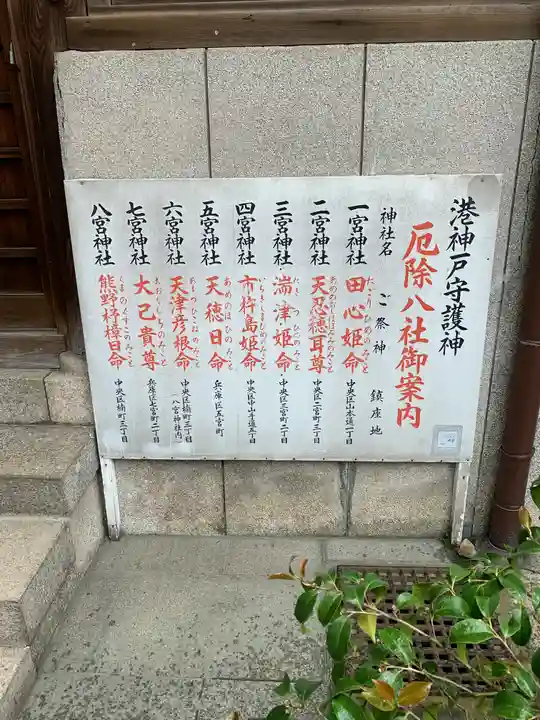 港神戸守護神
厄除八社御案内
神社名 ご祭神 鎮座地
一宮神社 田心姫命 中央区山本通一丁目
二宮神社 天忍穂耳尊 中央区二宮町三丁目
三宮神社 湍津姫命 中央区三宮町二丁目
四宮神社 市杵島姫命 中央区中山手通五丁目
五宮神社 天穂日命 兵庫区五宮町
六宮神社 天津彦根命 中央区楠町三丁目 八宮神社内
七宮神社 大己貴尊 兵庫区七宮町二丁目
八宮神社 熊野杼樟日命 中央区楠町三丁目